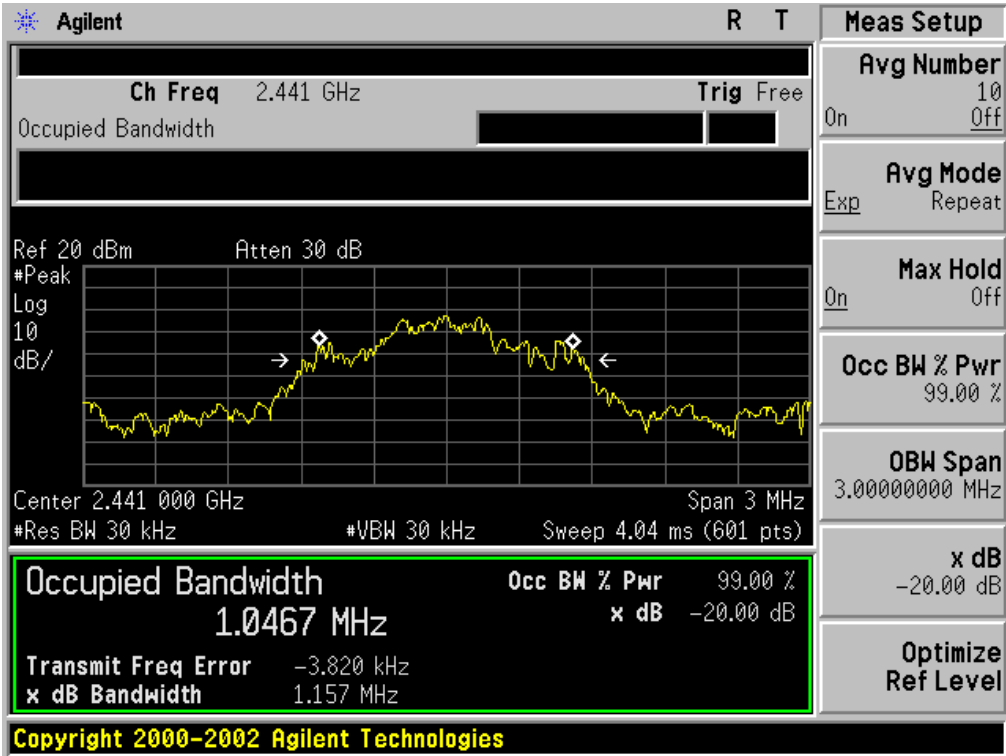 Agilent R T
Ch Freq 2.441 GHz Trig Free
Occupied Bandwidth
Ref 20 dBm Atten 30 dB
#Peak
Log
10
dB/
Center 2.441 000 GHz Span 3 MHz
#Res BW 30 kHz #VBW 30 kHz Sweep 4.04 ms (601 pts)
Occupied Bandwidth
1.0467 MHz
Occ BW % Pwr 99.00 %
x dB -20.00 dB
Transmit Freq Error -3.820 kHz
x dB Bandwidth 1.157 MHz
Copyright 2000-2002 Agilent Technologies
Meas Setup
Avg Number
10
On Off
Avg Mode
Exp Repeat
Max Hold
On Off
Occ BW % Pwr
99.00 %
OBW Span
3.00000000 MHz
x dB
-20.00 dB
Optimize
Ref Level